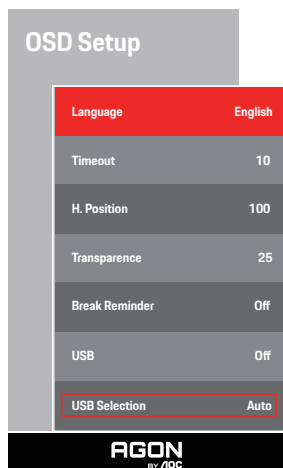 OSD Setup
Language English
Timeout 10
H. Position 100
Transparence 25
Break Reminder Off
USB Off
USB Selection Auto
AGON
BY AOC